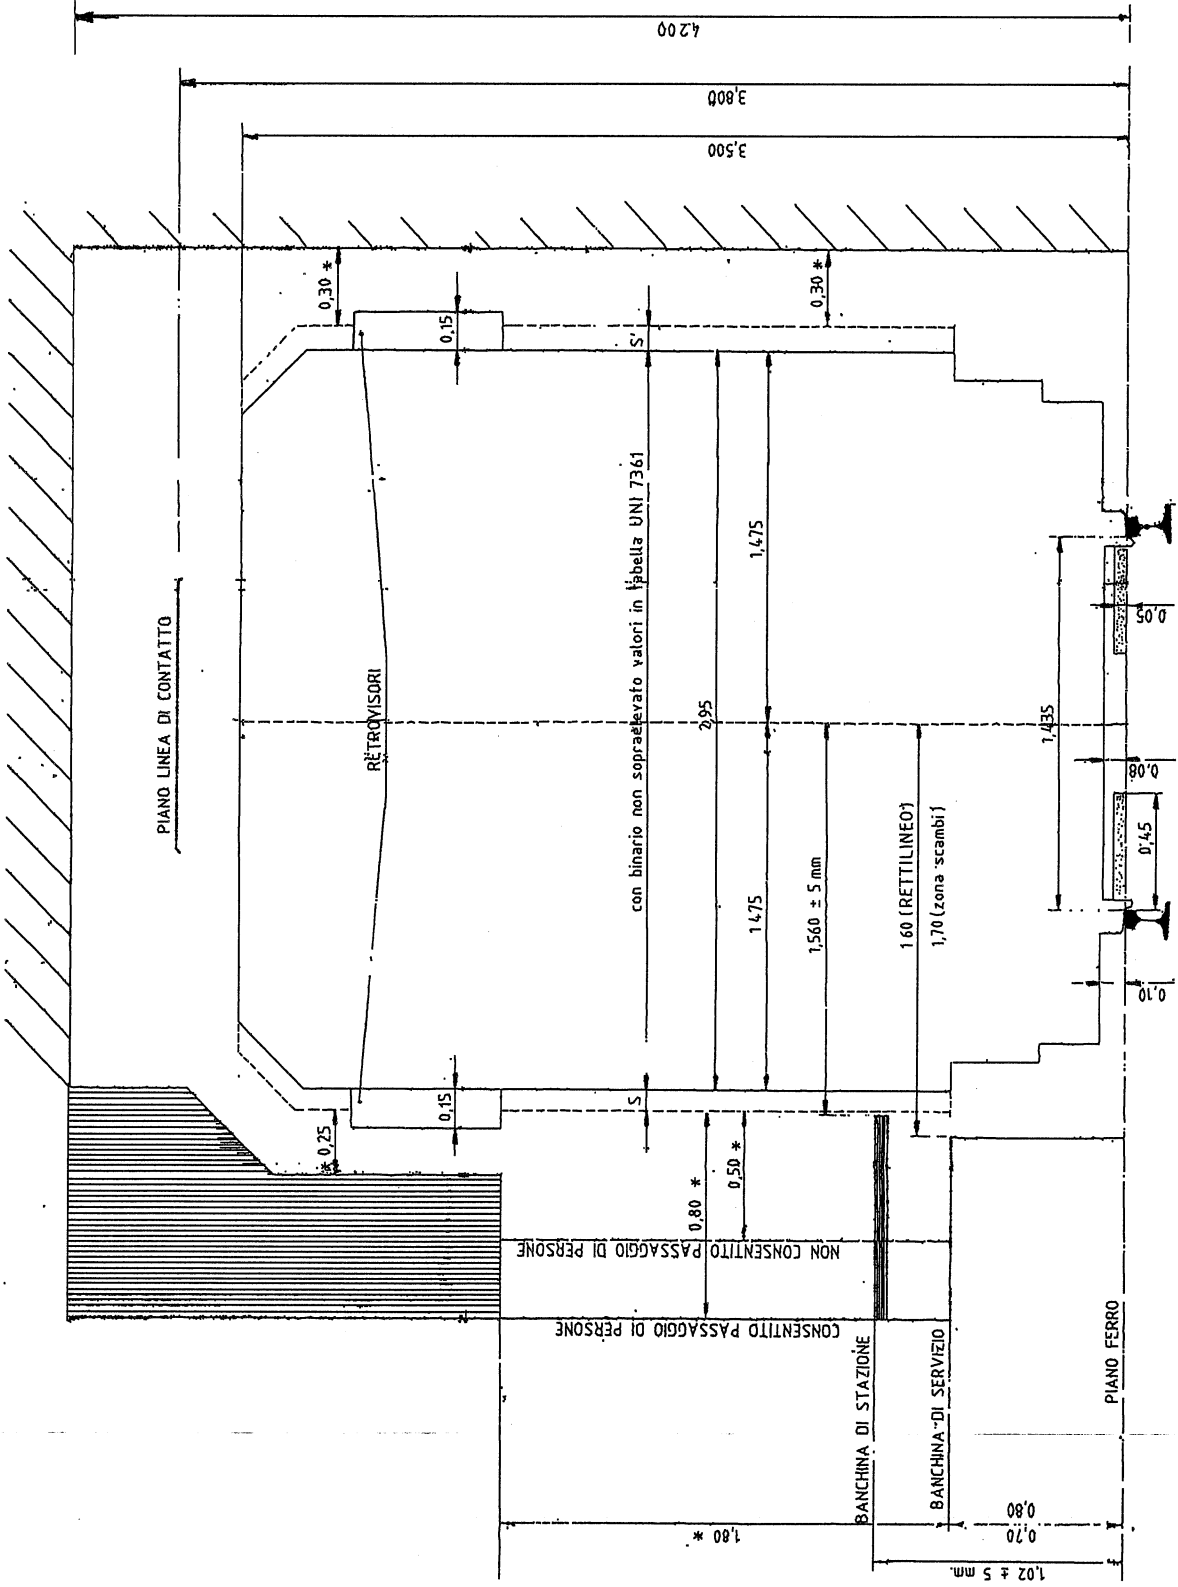 4.200
3,800
3,500
0,30 *
0,15
S'
0,30 *
PIANO LINEA DI CONTATTO
RETROVISORI
con binario non sopraelevato valori in tabella UNI 7361
2,95
1,475
1,435
0,05
0,08
0,45
0,10
1 475
1,560 ± 5 mm
1 60 (RETTILINEO)
1,70 (zona scambi)
* 0,25
0,15
S
0,80 *
0,50 *
NON CONSENTITO PASSAGGIO DI PERSONE
CONSENTITO PASSAGGIO DI PERSONE
BANCHINA DI STAZIONE
BANCHINA DI SERVIZIO
PIANO FERRO
1,80 *
0,80
0,70
1,02 ± 5 mm.